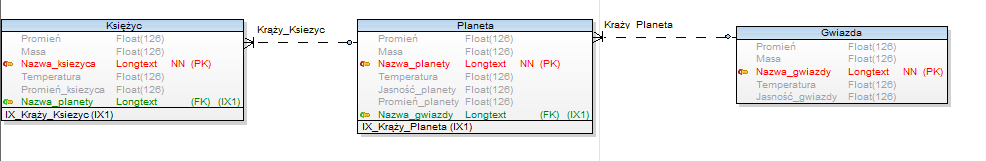 Księżyc
Promień Float(126)
Masa Float(126)
Nazwa_ksiezyca Longtext NN (PK)
Temperatura Float(126)
Promień_ksiezyca Float(126)
Nazwa_planety Longtext (FK) (IX1)
IX_Krąży_Ksiezyc (IX1)
Krąży_Ksiezyc
Planeta
Promień Float(126)
Masa Float(126)
Nazwa_planety Longtext NN (PK)
Temperatura Float(126)
Jasność_planety Float(126)
Promień_planety Float(126)
Nazwa_gwiazdy Longtext (FK) (IX1)
IX_Krąży_Planeta (IX1)
Krąży_Planeta
Gwiazda
Promień Float(126)
Masa Float(126)
Nazwa_gwiazdy Longtext NN (PK)
Temperatura Float(126)
Jasność_gwiazdy Float(126)